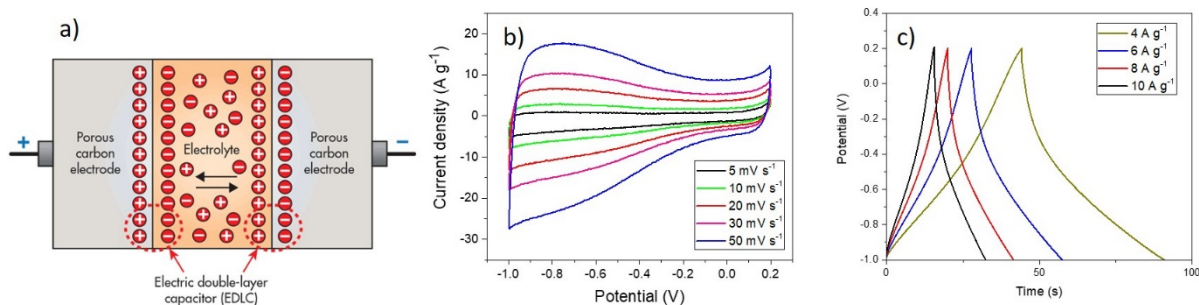 a)
+
−
Porous
carbon
electrode
Electrolyte
Porous
carbon
electrode
Electric double-layer
capacitor (EDLC)
b)
Current density (A g⁻¹)
20
10
0
-10
-20
-30
-1.0
-0.8
-0.6
-0.4
-0.2
0.0
0.2
Potential (V)
5 mV s⁻¹
10 mV s⁻¹
20 mV s⁻¹
30 mV s⁻¹
50 mV s⁻¹
c)
Potential (V)
0.4
0.0
-0.2
-0.4
-0.6
-0.8
-1.0
0
50
100
Time (s)
4 A g⁻¹
6 A g⁻¹
8 A g⁻¹
10 A g⁻¹